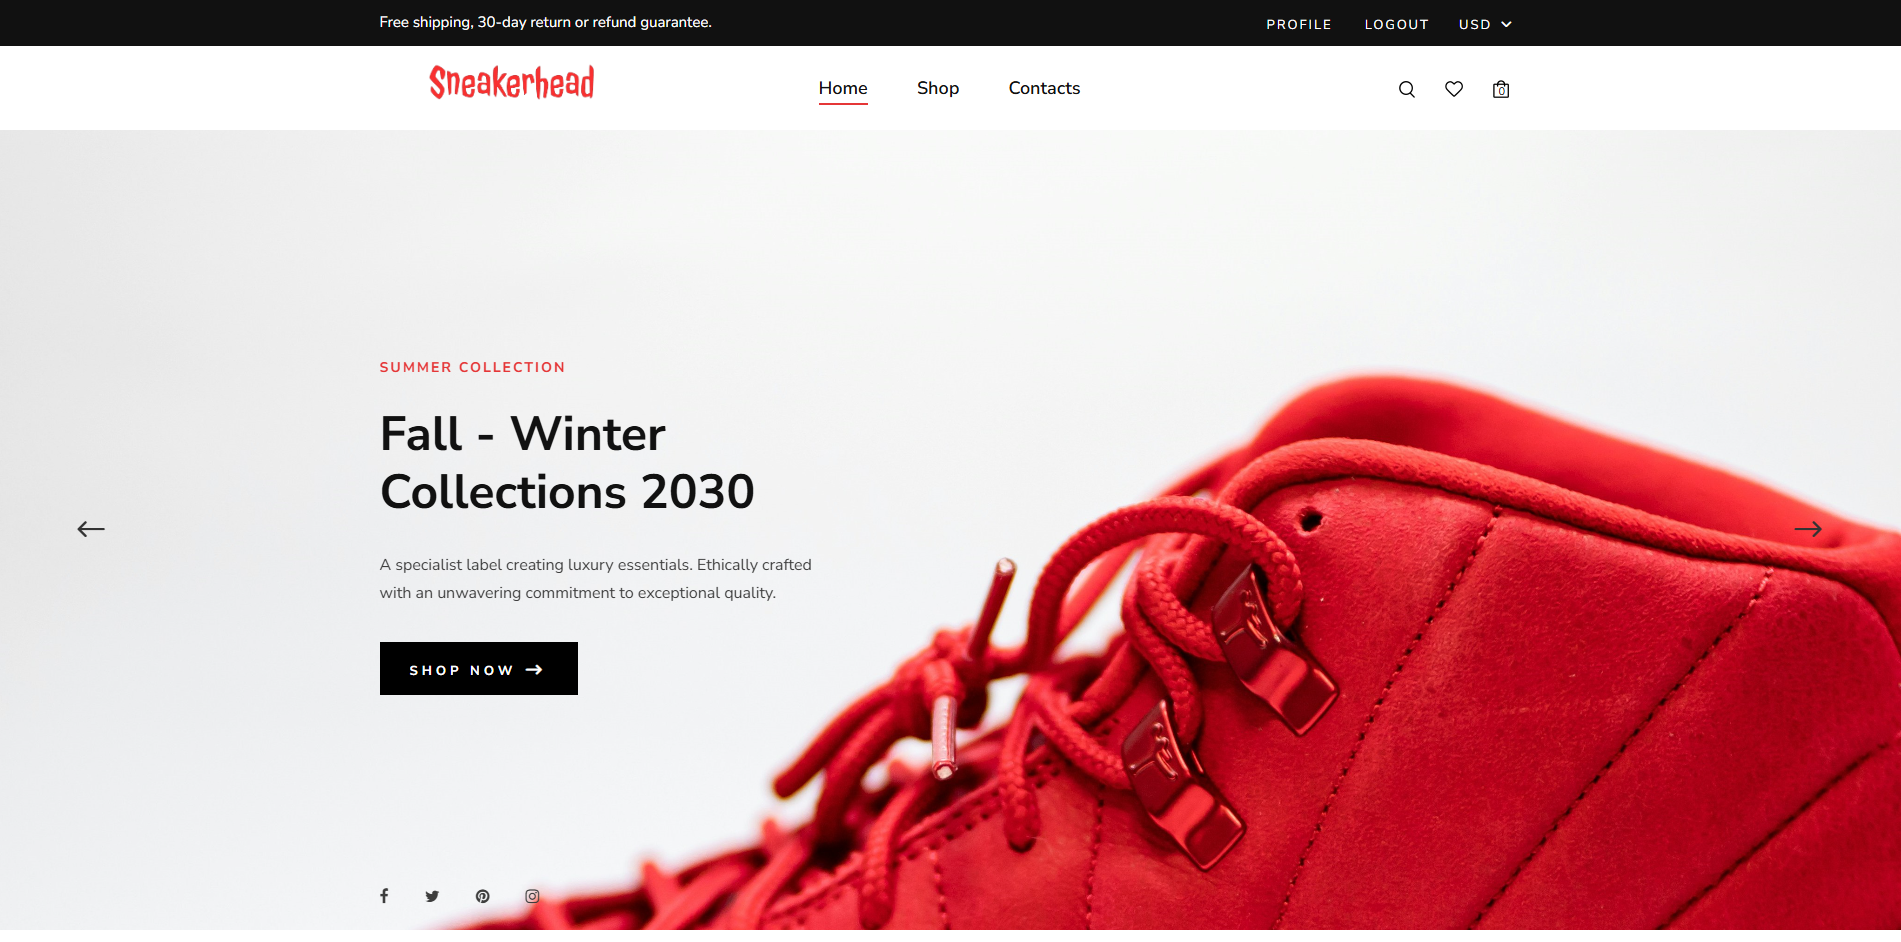 Free shipping, 30-day return or refund guarantee.
PROFILE
LOGOUT
USD
Sneakerhead
Home
Shop
Contacts
0
SUMMER COLLECTION
Fall - Winter
Collections 2030
A specialist label creating luxury essentials. Ethically crafted
with an unwavering commitment to exceptional quality.
SHOP NOW